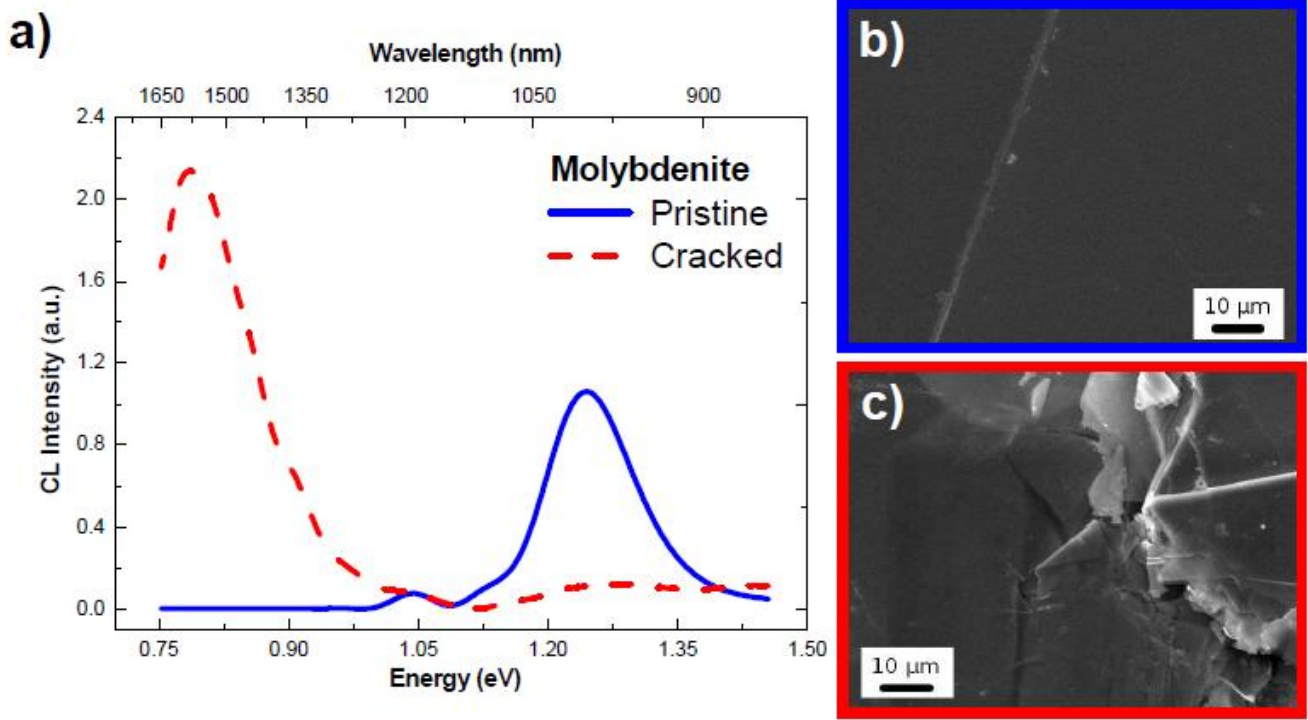 a)
Wavelength (nm)
1650 1500 1350 1200 1050 900
2.4
2.0
1.6
1.2
0.8
0.4
0.0
CL Intensity (a.u.)
Molybdenite
Pristine
Cracked
0.75 0.90 1.05 1.20 1.35 1.50
Energy (eV)
b)
10 μm
c)
10 μm